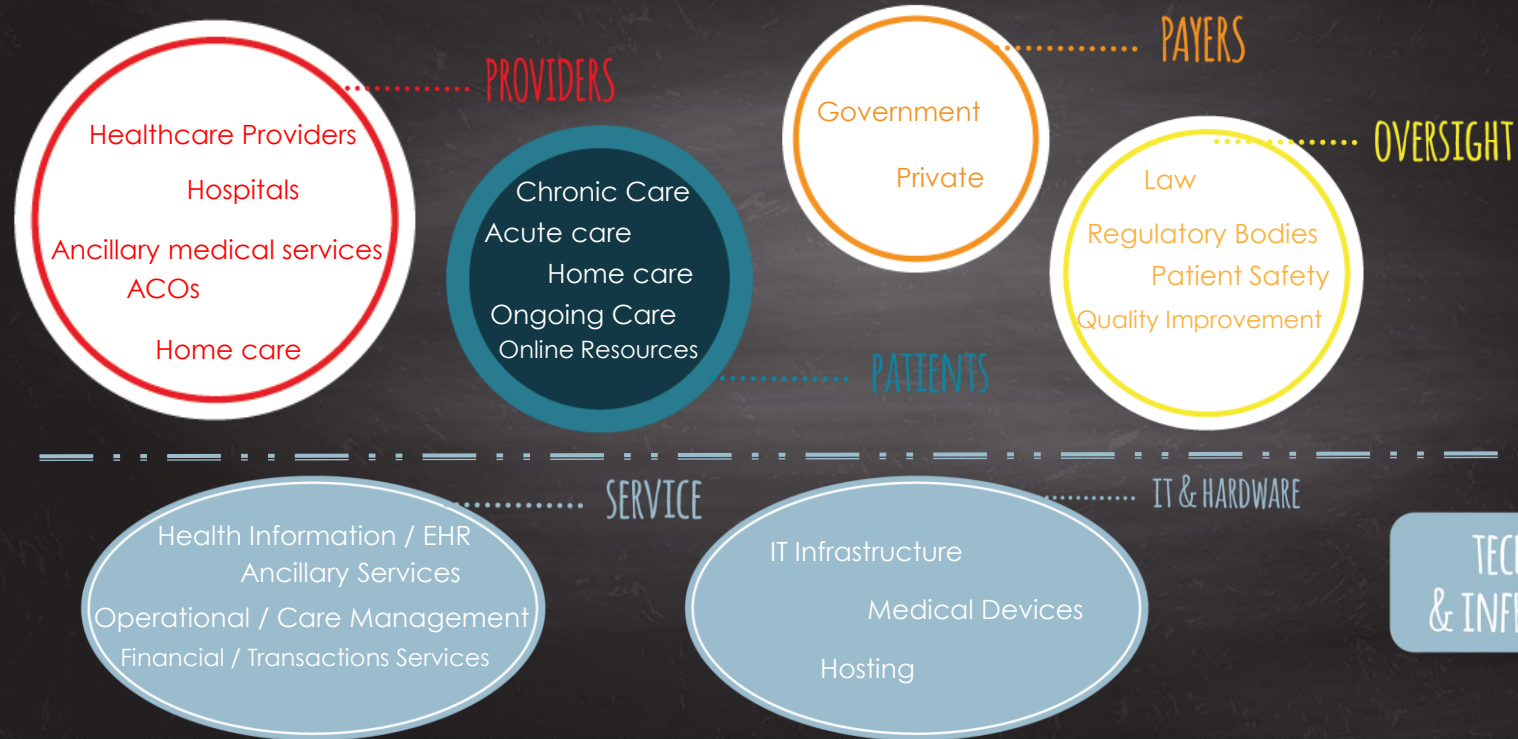 PROVIDERS
Healthcare Providers
Hospitals
Ancillary medical services
ACOs
Home care
Chronic Care
Acute care
Home care
Ongoing Care
Online Resources
PATIENTS
PAYERS
Government
Private
OVERSIGHT
Law
Regulatory Bodies
Patient Safety
Quality Improvement
SERVICE
Health Information / EHR
Ancillary Services
Operational / Care Management
Financial / Transactions Services
IT & HARDWARE
IT Infrastructure
Medical Devices
Hosting
&